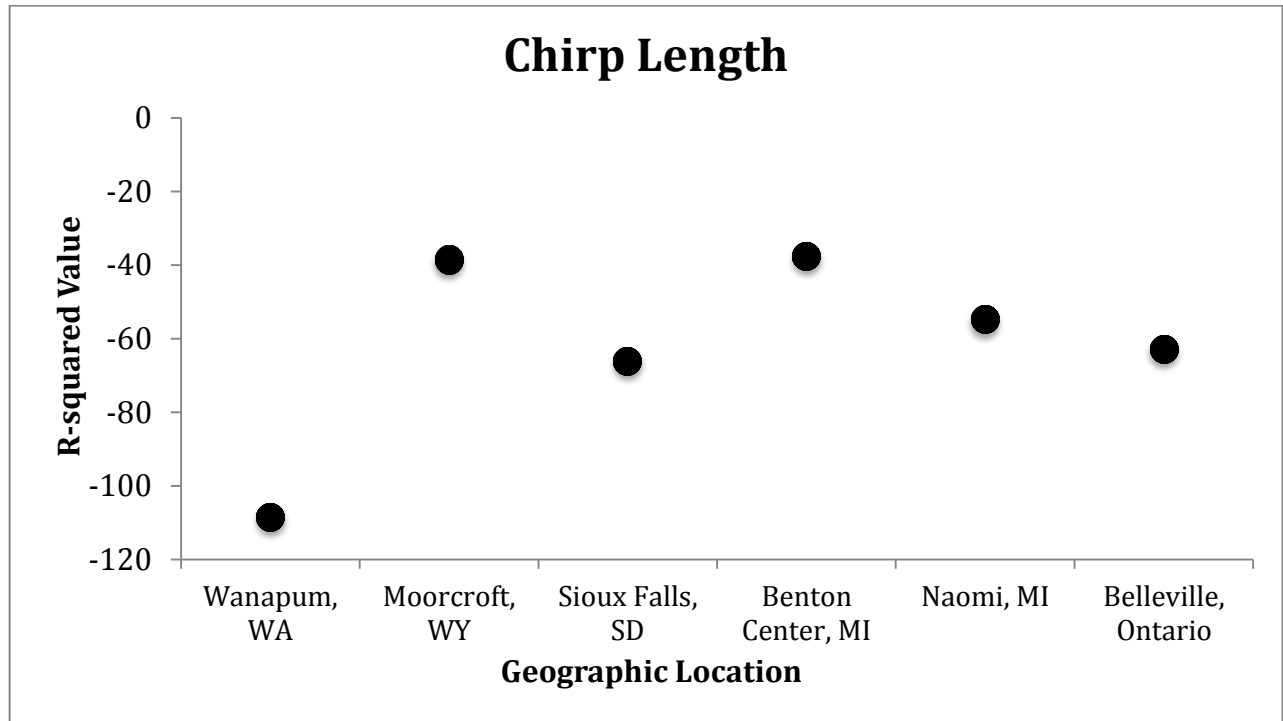 Chirp Length
0
-20
-40
-60
-80
-100
-120
R-squared Value
Wanapum, WA
Moorcroft, WY
Sioux Falls, SD
Benton Center, MI
Naomi, MI
Belleville, Ontario
Geographic Location